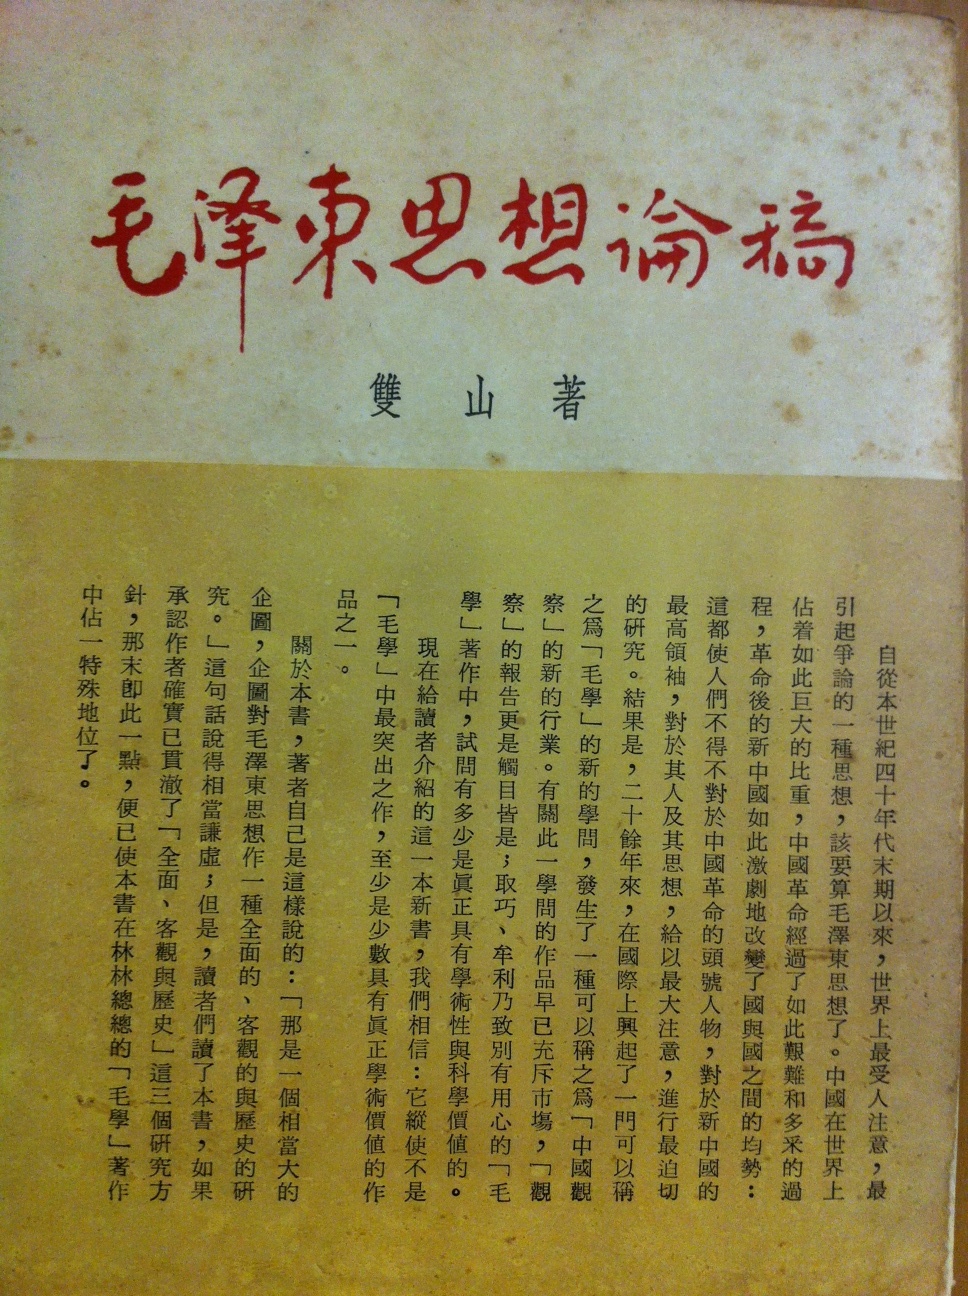 毛澤東思想論稿
雙山著
自從本世紀四十年代末期以來，世界上最受人注意，最
引起爭論的一種思想，該要算毛澤東思想了。中國在世界上
佔着如此巨大的比重，中國革命經過了如此艱難和多釆的過
程，革命後的新中國如此激劇地改變了國與國之間的均勢：
這都使人們不得不對於中國革命的頭號人物，對於新中國的
最高領袖，對於其人及其思想，給以最大注意，進行最迫切
的研究。結果是，二十餘年來，在國際上興起了一門可以稱
之爲「毛學」的新的學問，發生了一種可以稱之爲「中國觀
察」的新的行業。有關此一學問的作品早已充斥市塲，「觀
察」的報告更是觸目皆是；取巧、牟利乃致別有用心的「毛
學」著作中，試問有多少是眞正具有學術性與科學價値的。
現在給讀者介紹的這一本新書，我們相信：它縱使不是
「毛學」中最突出之作，至少是少數具有眞正學術價値的作
品之一。
關於本書，著者自己是這樣說的：「那是一個相當大的
企圖，企圖對毛澤東思想作一種全面的、客觀的與歷史的硏
究。」這句話說得相當謙虛；但是，讀者們讀了本書，如果
承認作者確實已貫澈了「全面、客觀與歷史」這三個硏究方
針，那末卽此一點，便已使本書在林林總總的「毛學」著作
中佔一特殊地位了。